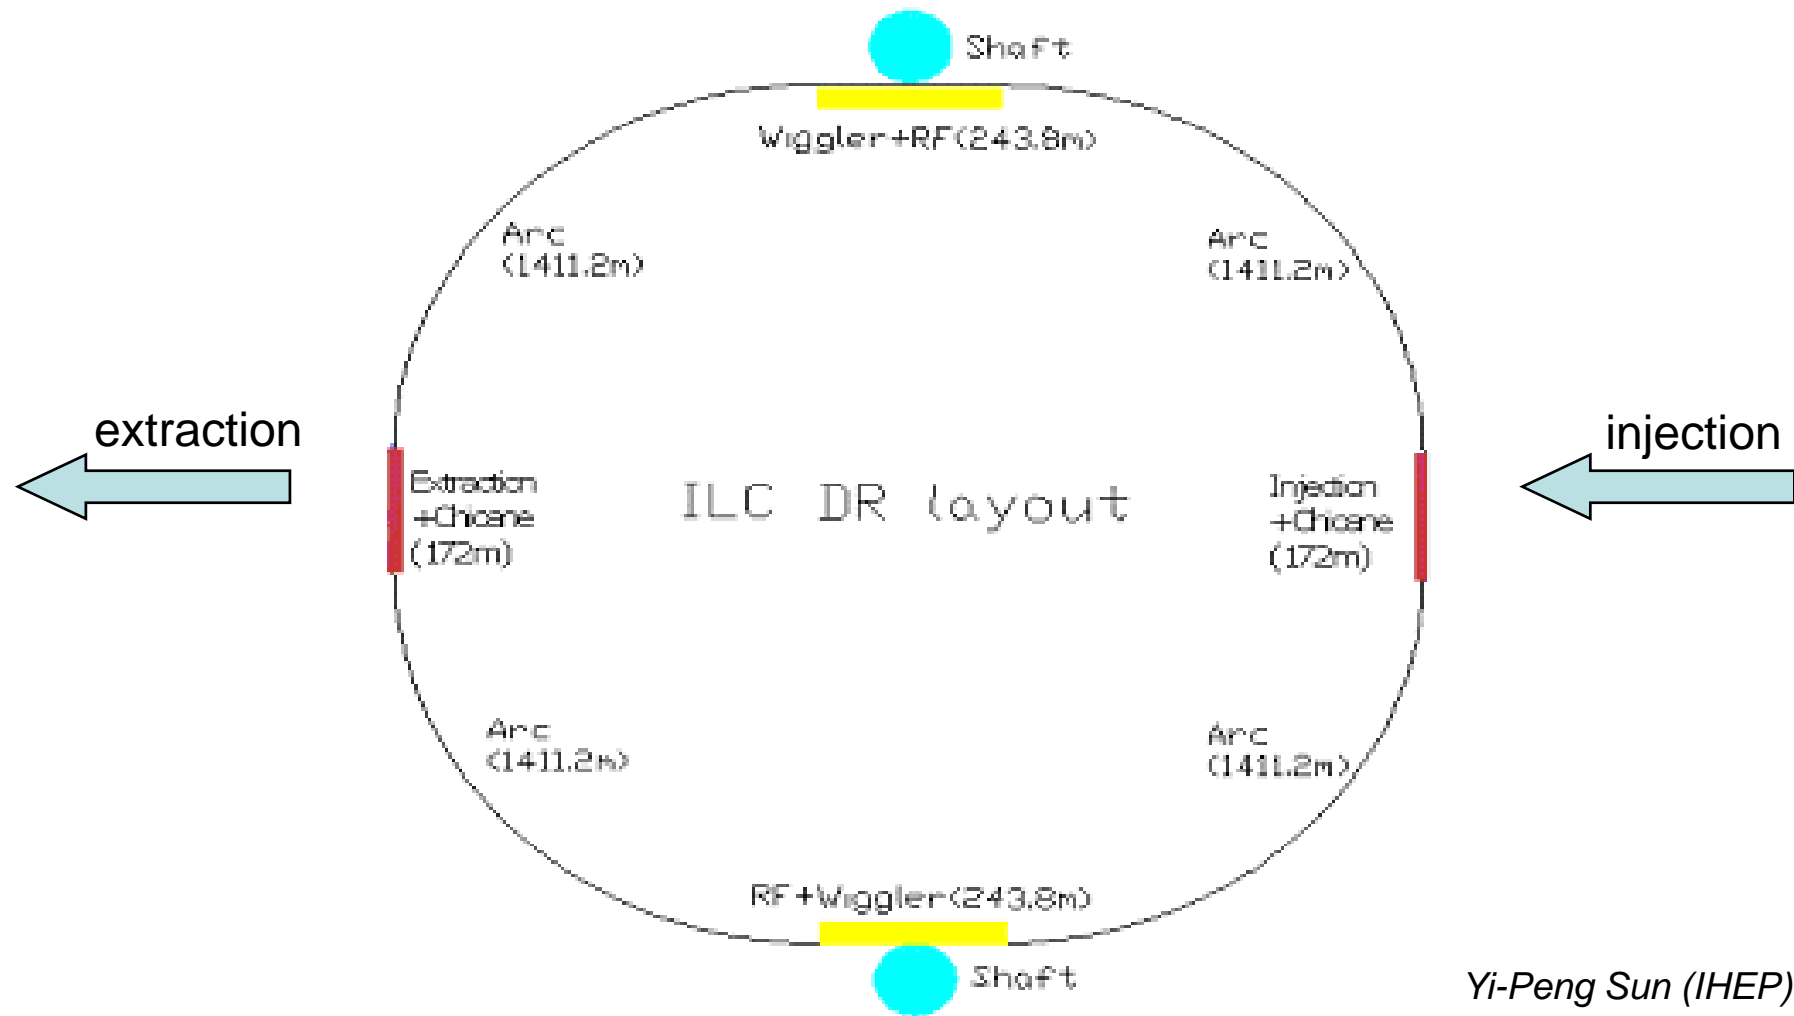 Shaft
Wiggler+RF(243.8m)
Arc
(1411.2m)
Arc
(1411.2m)
extraction
injection
Extraction
+Chicane
(172m)
ILC DR layout
Injection
+Chicane
(172m)
Arc
(1411.2m)
Arc
(1411.2m)
RF+Wiggler(243.8m)
Shaft
Yi-Peng Sun (IHEP)